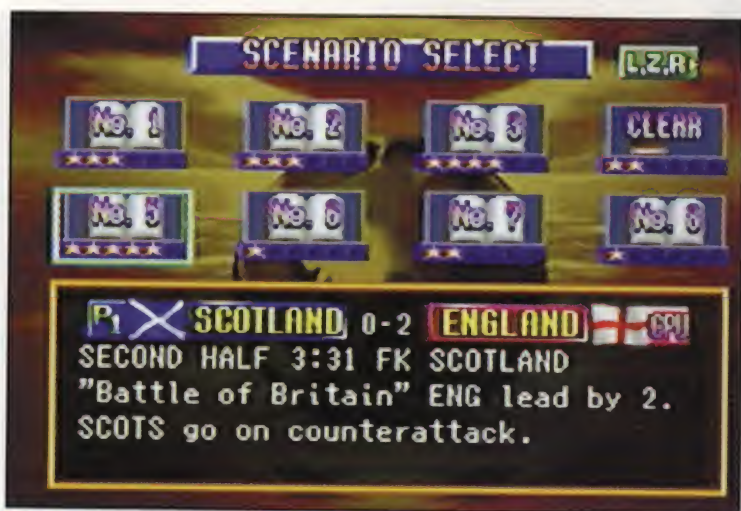 SCENARIO SELECT L,Z,R
No. 1 No. 2 No. 3 CLEAR
No. 5 No. 6 No. 7 No. 8
P1 SCOTLAND 0-2 ENGLAND CPU
SECOND HALF 3:31 FK SCOTLAND
"Battle of Britain" ENG lead by 2.
SCOTS go on counterattack.